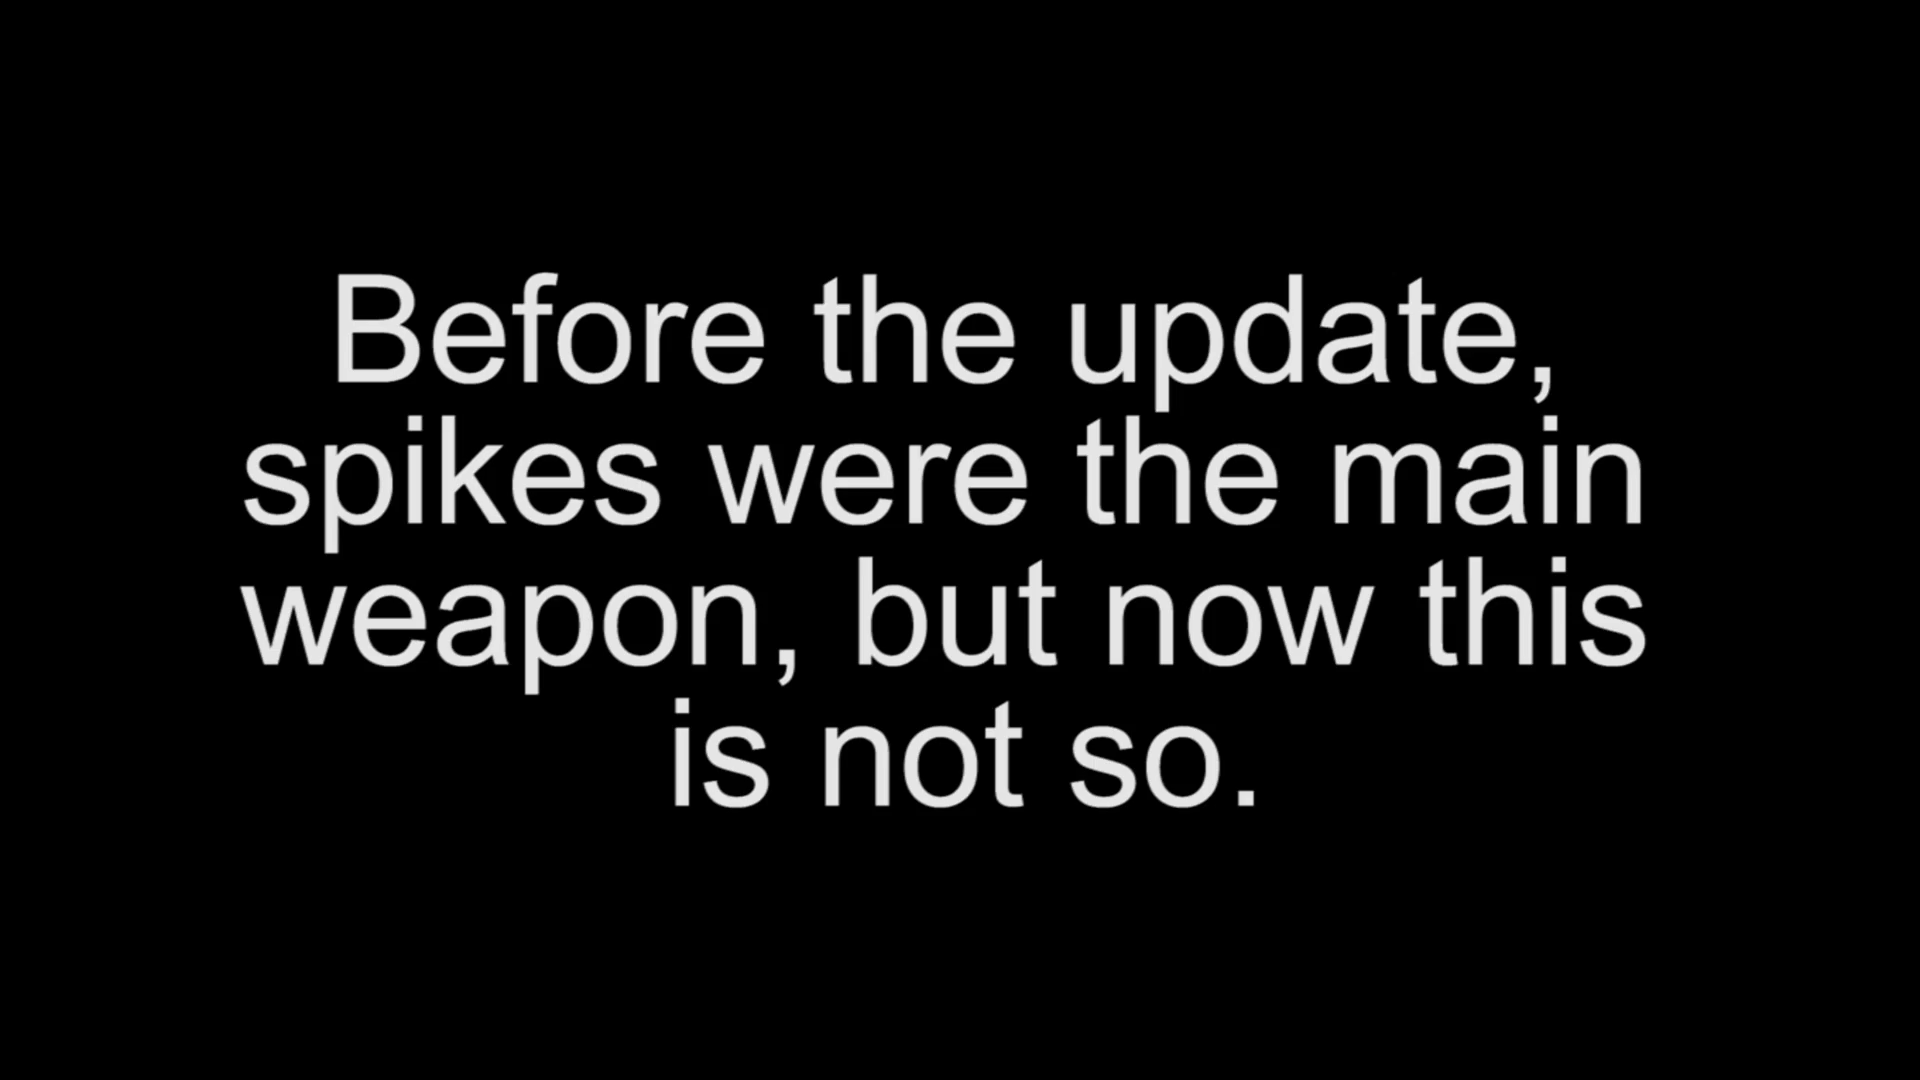 Before the update,
spikes were the main
weapon, but now this
is not so.